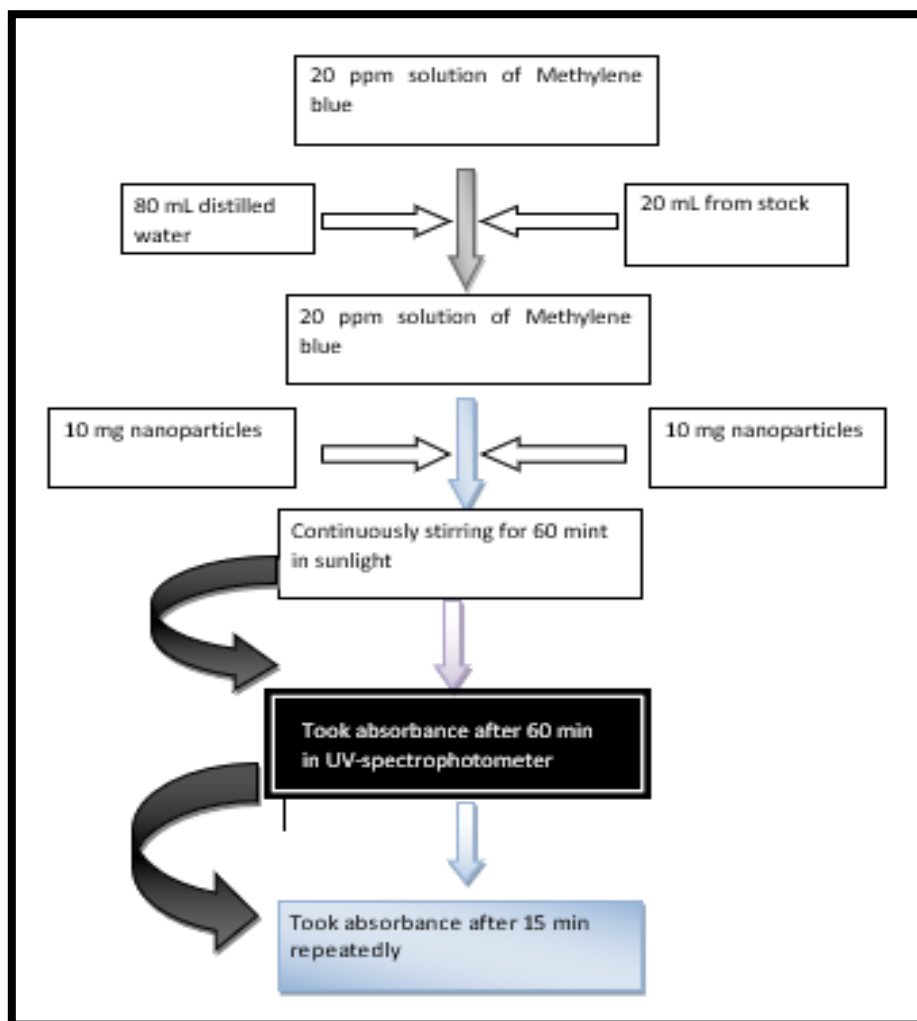 20 ppm solution of Methylene
blue
80 mL distilled
water
20 mL from stock
20 ppm solution of Methylene
blue
10 mg nanoparticles
10 mg nanoparticles
Continuously stirring for 60 mint
in sunlight
Took absorbance after 60 min
in UV-spectrophotometer
Took absorbance after 15 min
repeatedly